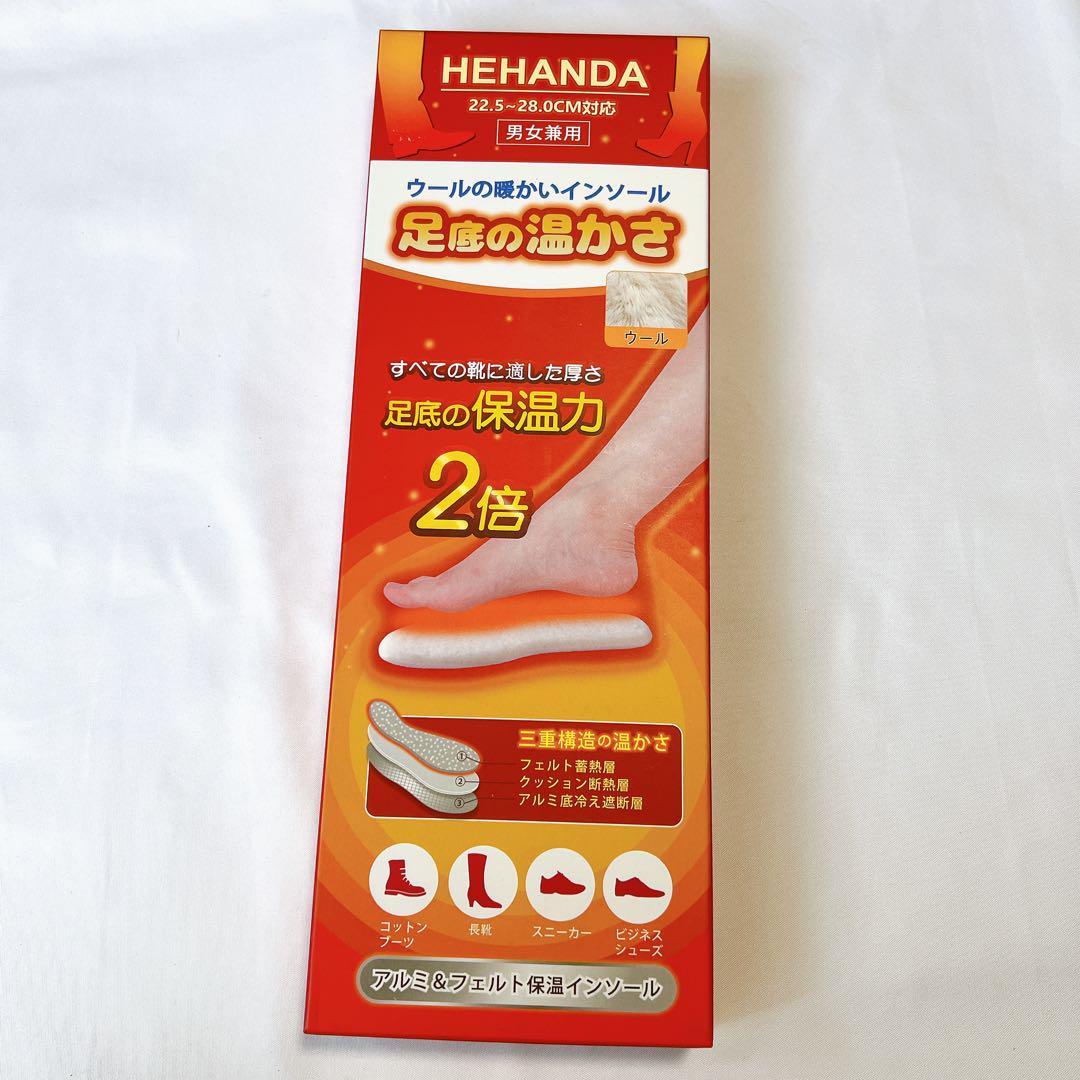 HEHANDA
22.5~28.0CM対応
男女兼用
ウールの暖かいインソール
足底の温かさ
ウール
すべての靴に適した厚さ
足底の保温力
2倍
三重構造の温かさ
① フェルト蓄熱層
② クッション断熱層
③ アルミ底冷え遮断層
コットン
ブーツ
長靴
スニーカー
ビジネス
シューズ
アルミ&フェルト保温インソール